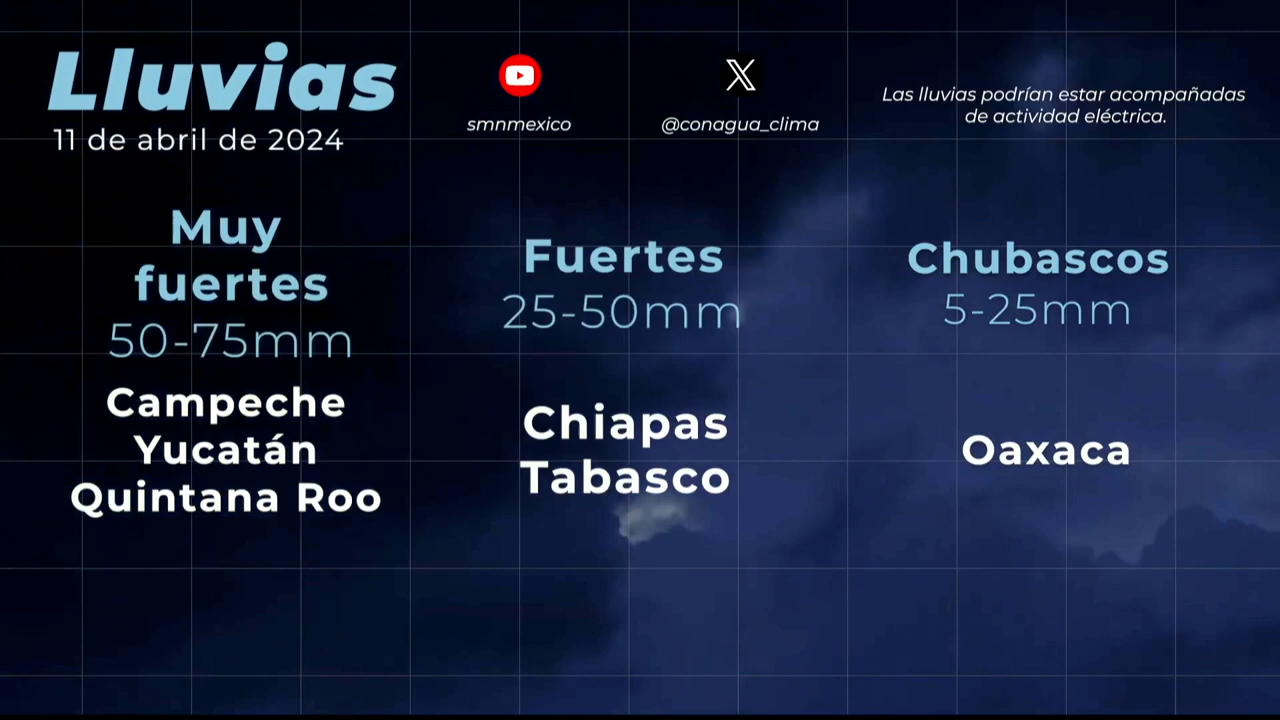 Lluvias
11 de abril de 2024
smnmexico
@conagua_clima
Las lluvias podrían estar acompañadas
de actividad eléctrica.
Muy
fuertes
50-75mm
Campeche
Yucatán
Quintana Roo
Fuertes
25-50mm
Chiapas
Tabasco
Chubascos
5-25mm
Oaxaca